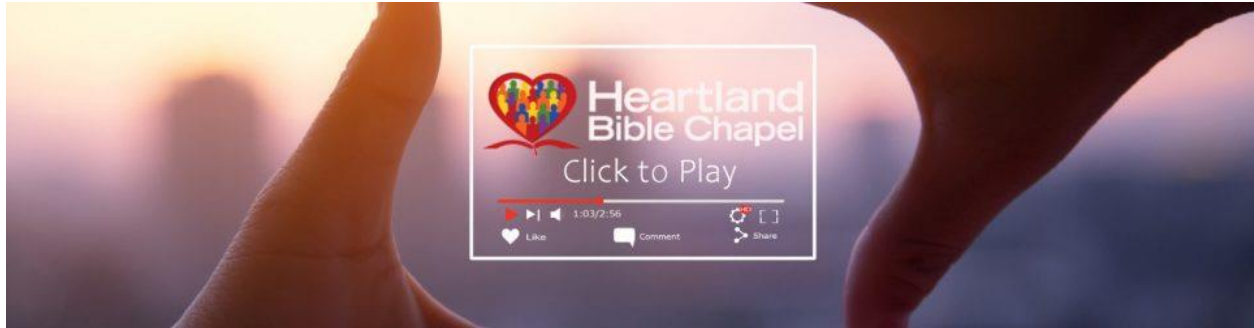 Heartland
Bible Chapel
Click to Play
1:03/2:56
HD
Like
Comment
Share